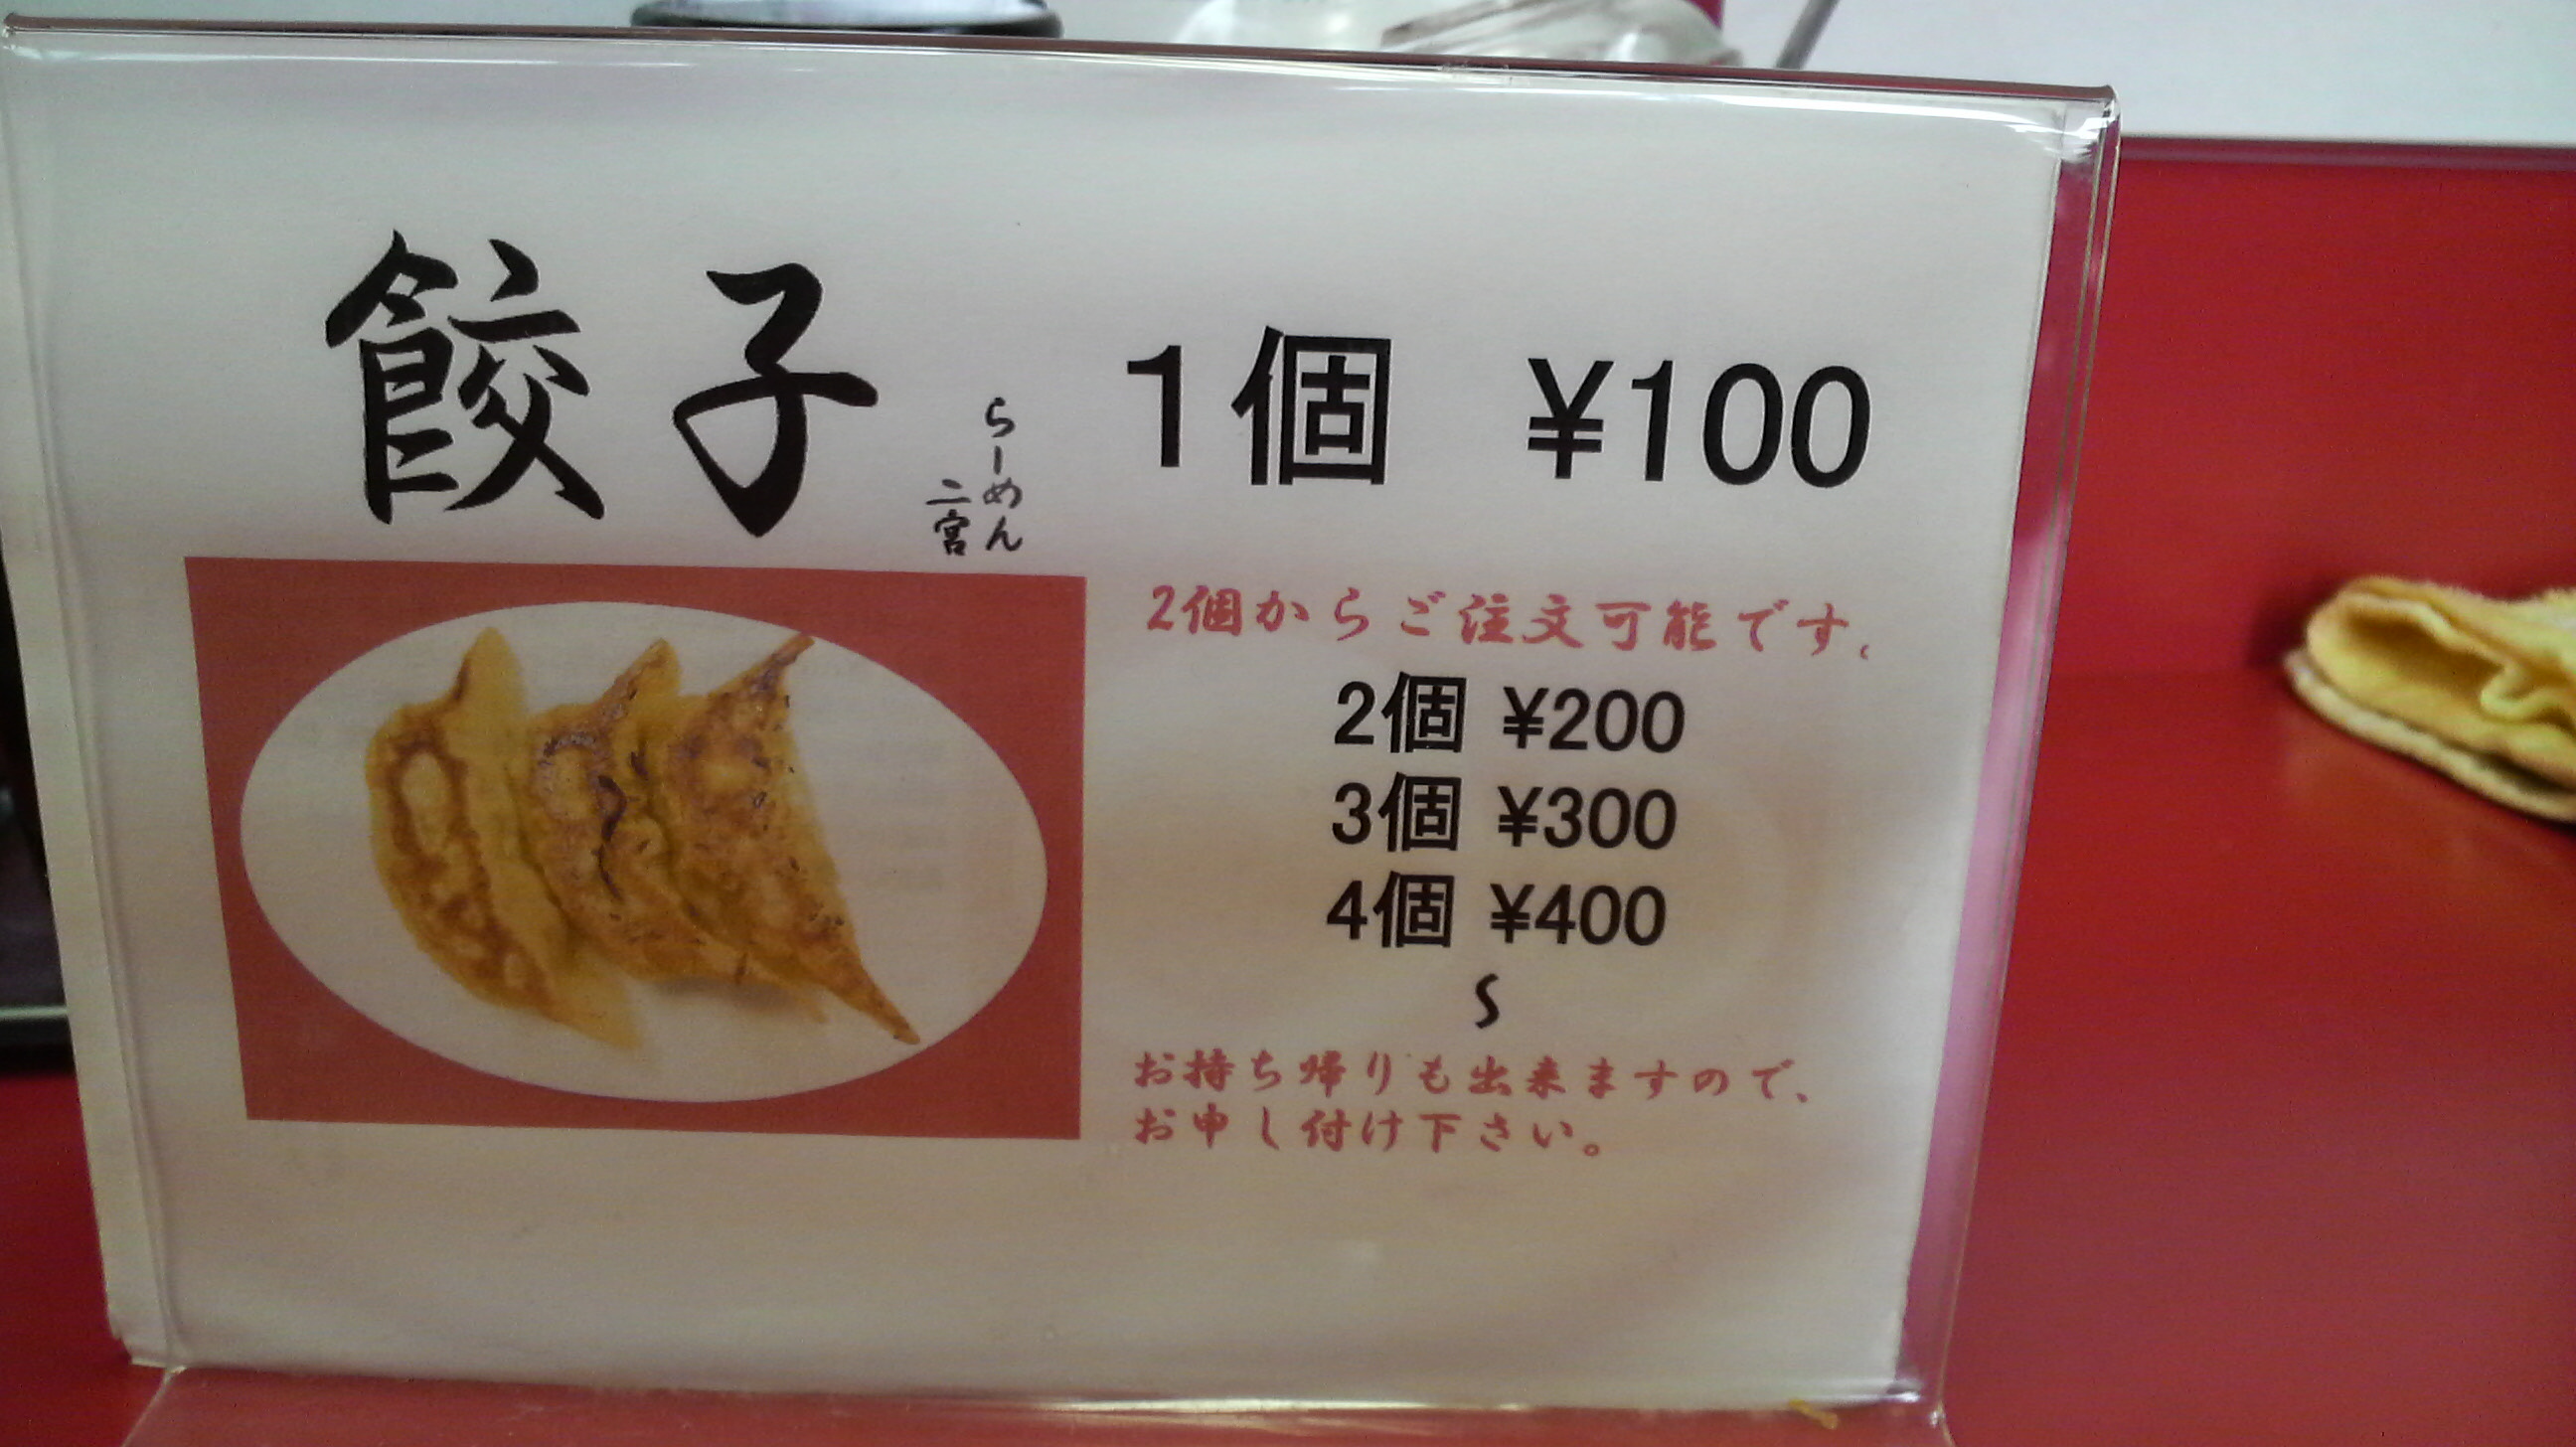 餃子
らーめん
二宮
1個 ¥100
2個からご注文可能です。
2個 ¥200
3個 ¥300
4個 ¥400
〜
お持ち帰りも出来ますので、
お申し付け下さい。